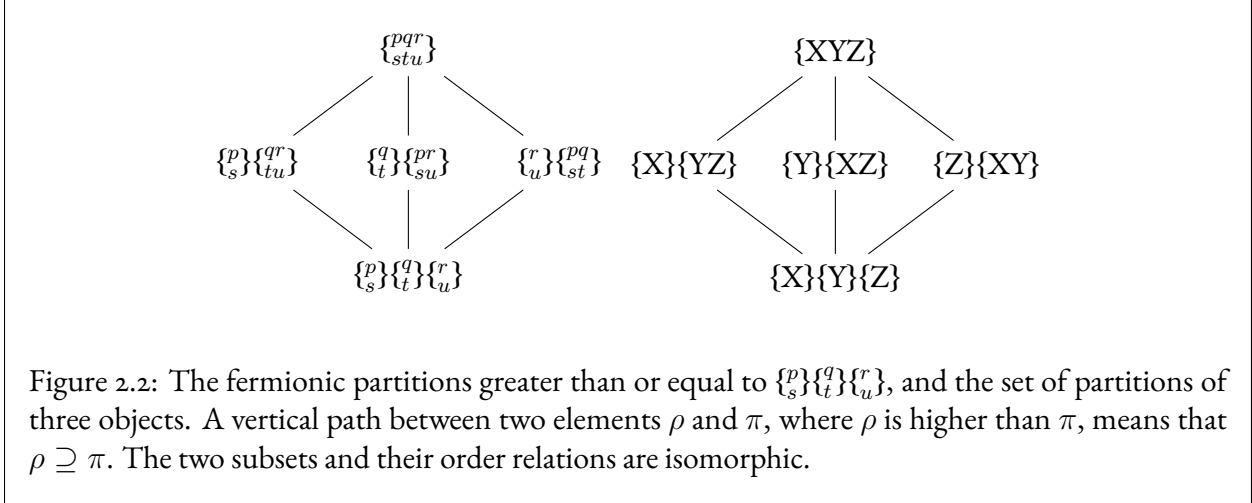 {pqr stu} {XYZ}
{p s}{qr tu} {q t}{pr su} {r u}{pq st} {X}{YZ} {Y}{XZ} {Z}{XY}
{p s}{q t}{r u} {X}{Y}{Z}
Figure 2.2: The fermionic partitions greater than or equal to {p s}{q t}{r u}, and the set of partitions of
three objects. A vertical path between two elements ρ and π, where ρ is higher than π, means that
ρ ⊇ π. The two subsets and their order relations are isomorphic.